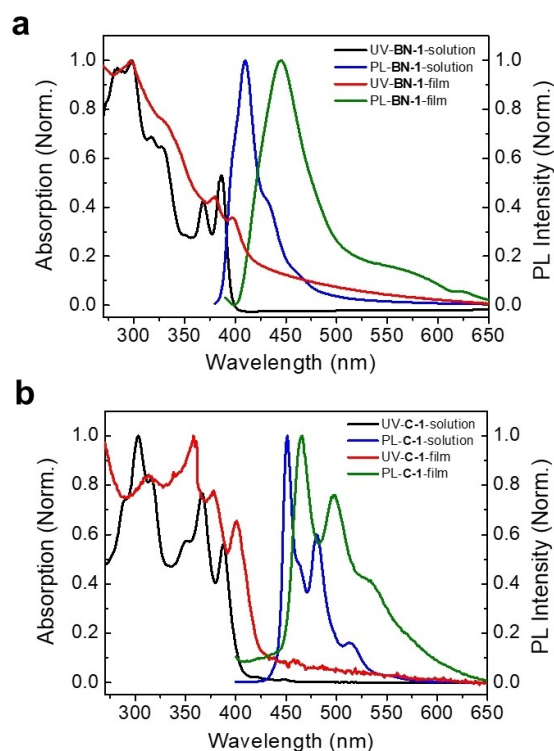 a
UV-BN-1-solution
PL-BN-1-solution
UV-BN-1-film
PL-BN-1-film
Absorption (Norm.)
PL Intensity (Norm.)
1.0 1.0
0.8 0.8
0.6 0.6
0.4 0.4
0.2 0.2
0.0 0.0
300 350 400 450 500 550 600 650
Wavelength (nm)
b
UV-C-1-solution
PL-C-1-solution
UV-C-1-film
PL-C-1-film
Absorption (Norm.)
PL Intensity (Norm.)
1.0 1.0
0.8 0.8
0.6 0.6
0.4 0.4
0.2 0.2
0.0 0.0
300 350 400 450 500 550 600 650
Wavelength (nm)